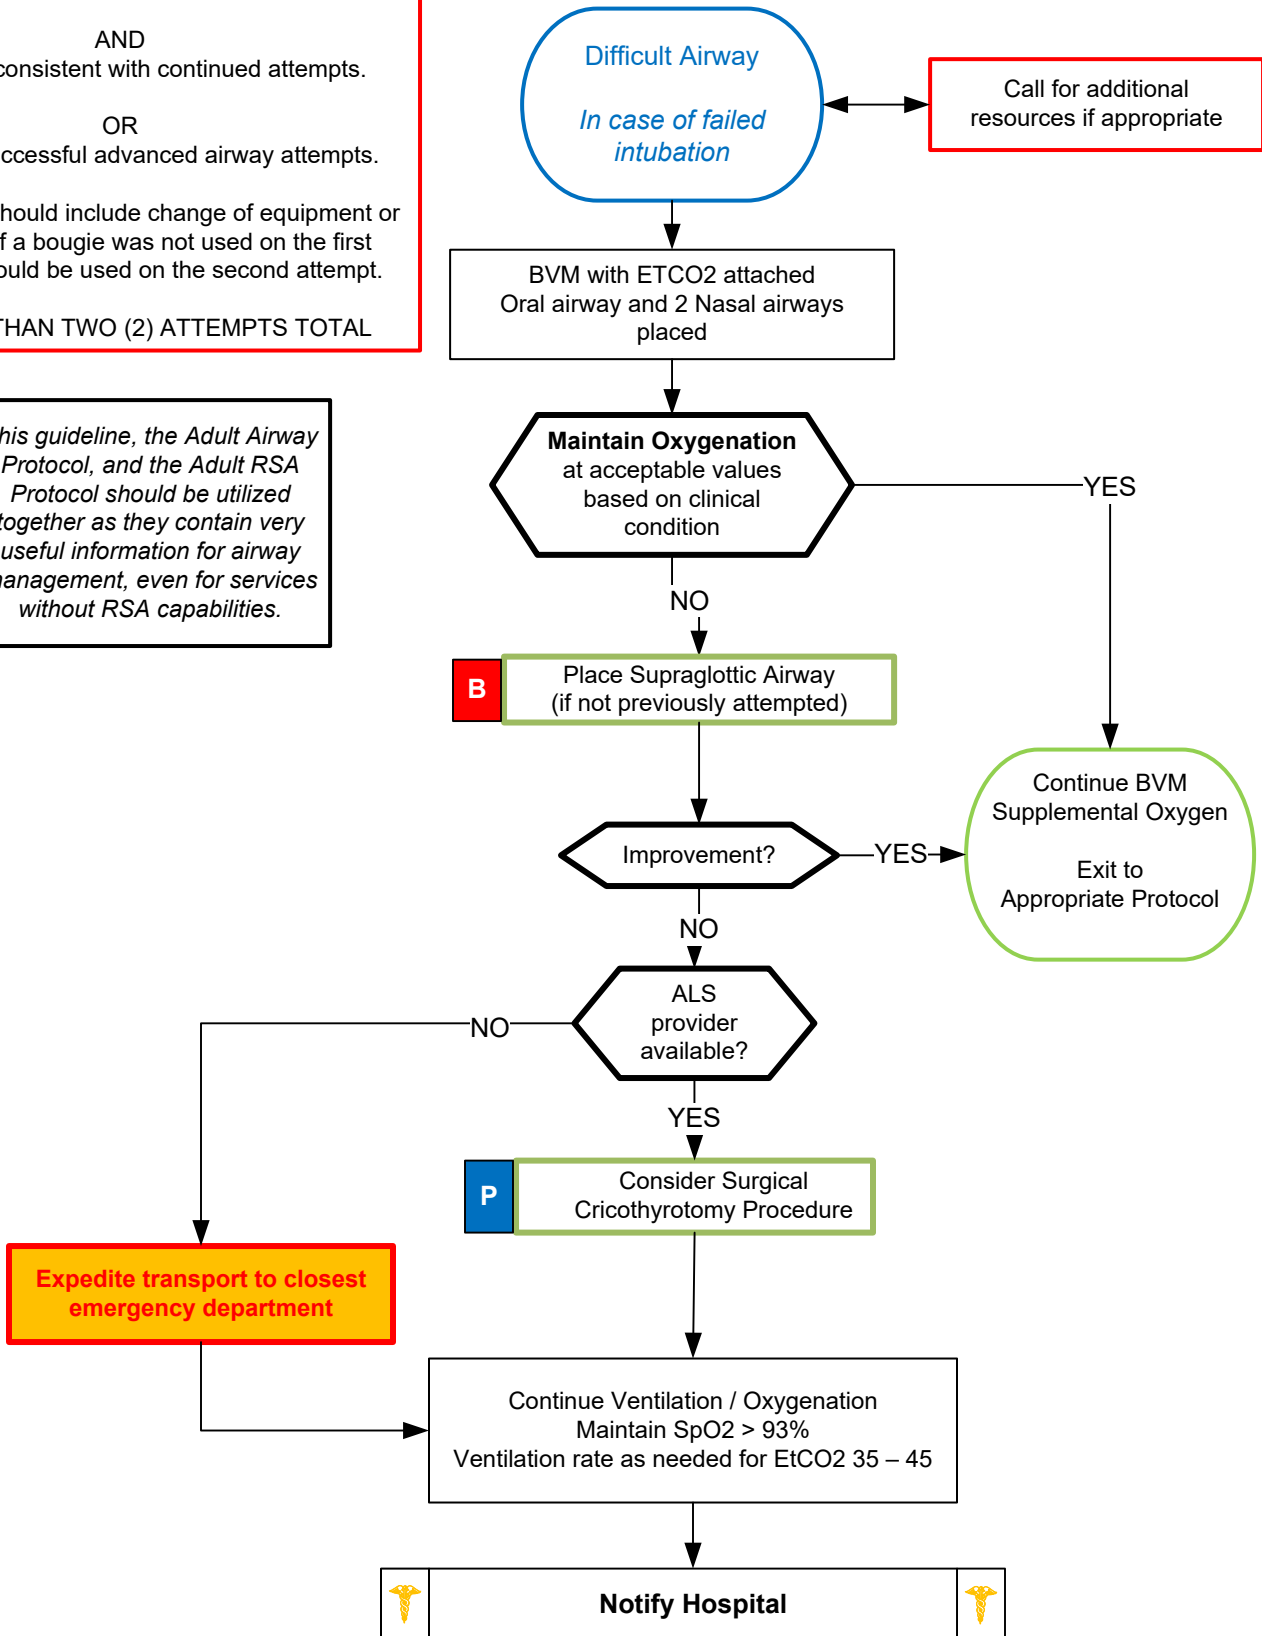 AND
consistent with continued attempts.
OR
successful advanced airway attempts.
should include change of equipment or
if a bougie was not used on the first
should be used on the second attempt.
THAN TWO (2) ATTEMPTS TOTAL
Difficult Airway
In case of failed
intubation
Call for additional
resources if appropriate
BVM with ETCO2 attached
Oral airway and 2 Nasal airways
placed
This guideline, the Adult Airway
Protocol, and the Adult RSA
Protocol should be utilized
together as they contain very
useful information for airway
management, even for services
without RSA capabilities.
Maintain Oxygenation
at acceptable values
based on clinical
condition
YES
NO
B
Place Supraglottic Airway
(if not previously attempted)
Improvement?
YES
Continue BVM
Supplemental Oxygen
Exit to
Appropriate Protocol
NO
ALS
provider
available?
NO
YES
P
Consider Surgical
Cricothyrotomy Procedure
Expedite transport to closest
emergency department
Continue Ventilation / Oxygenation
Maintain SpO2 > 93%
Ventilation rate as needed for EtCO2 35 – 45
Notify Hospital